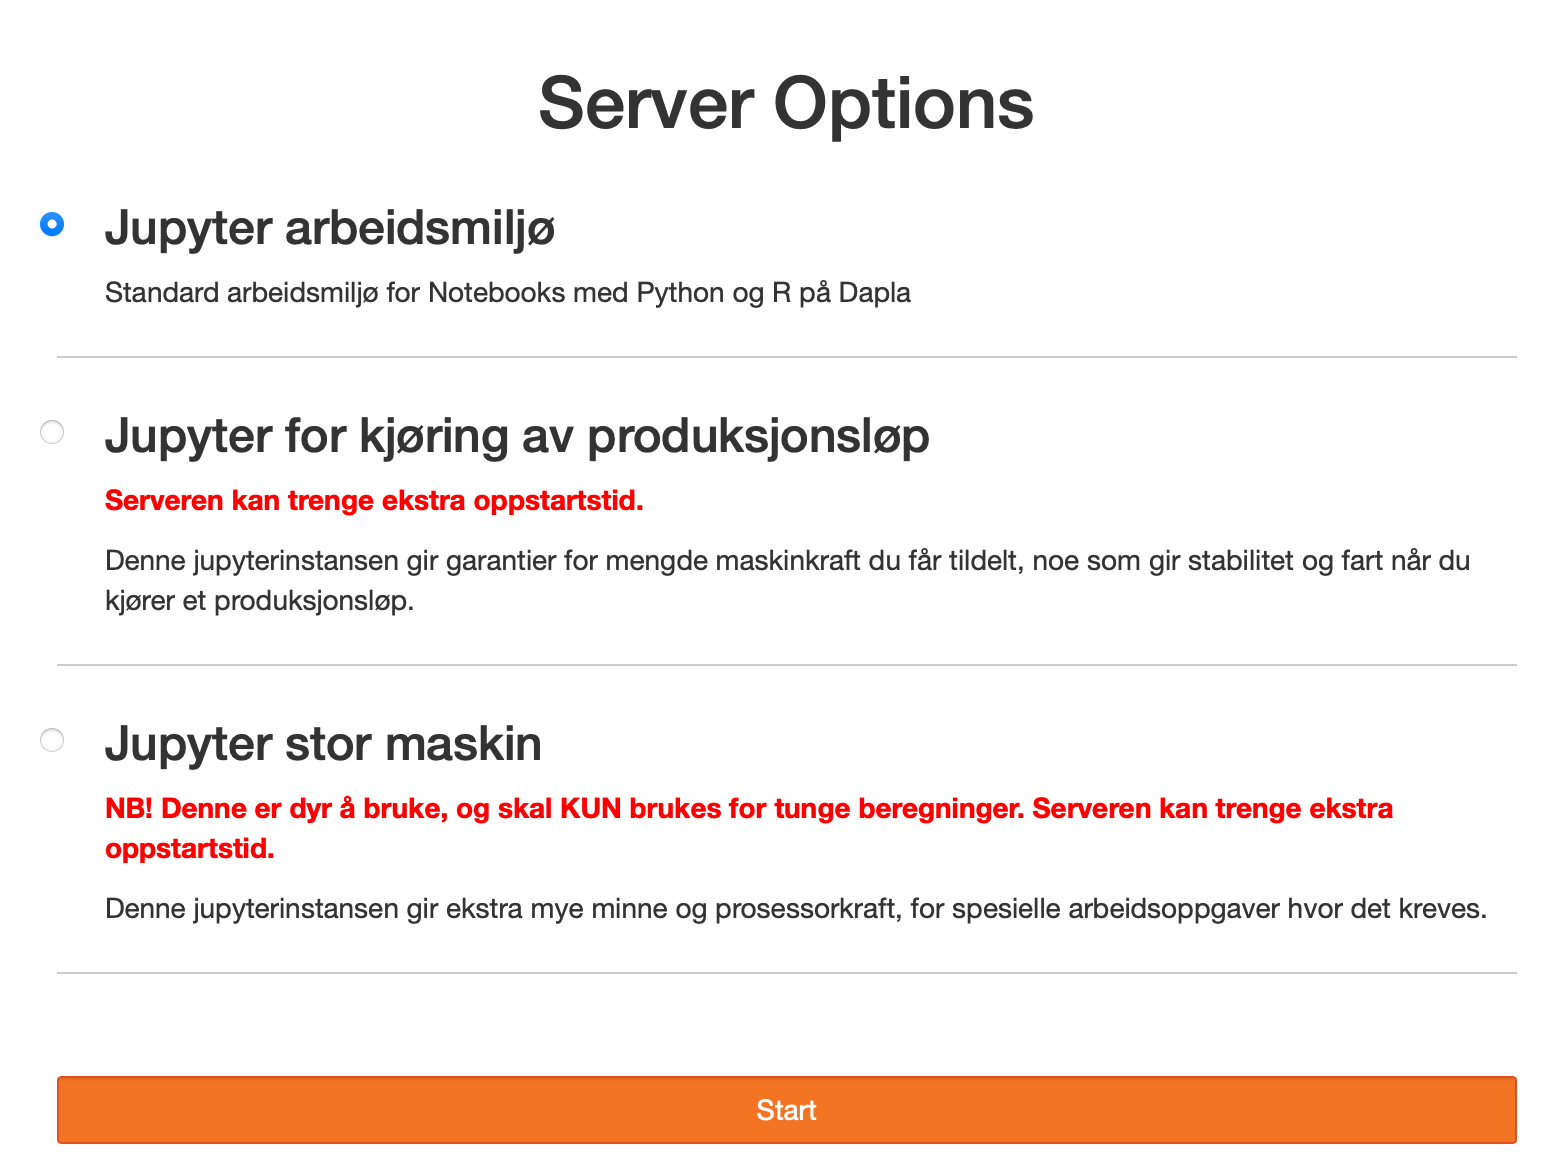 Server Options
Jupyter arbeidsmiljø
Standard arbeidsmiljø for Notebooks med Python og R på Dapla
Jupyter for kjøring av produksjonsløp
Serveren kan trenge ekstra oppstartstid.
Denne jupyterinstansen gir garantier for mengde maskinkraft du får tildelt, noe som gir stabilitet og fart når du
kjører et produksjonsløp.
Jupyter stor maskin
NB! Denne er dyr å bruke, og skal KUN brukes for tunge beregninger. Serveren kan trenge ekstra
oppstartstid.
Denne jupyterinstansen gir ekstra mye minne og prosessorkraft, for spesielle arbeidsoppgaver hvor det kreves.
Start